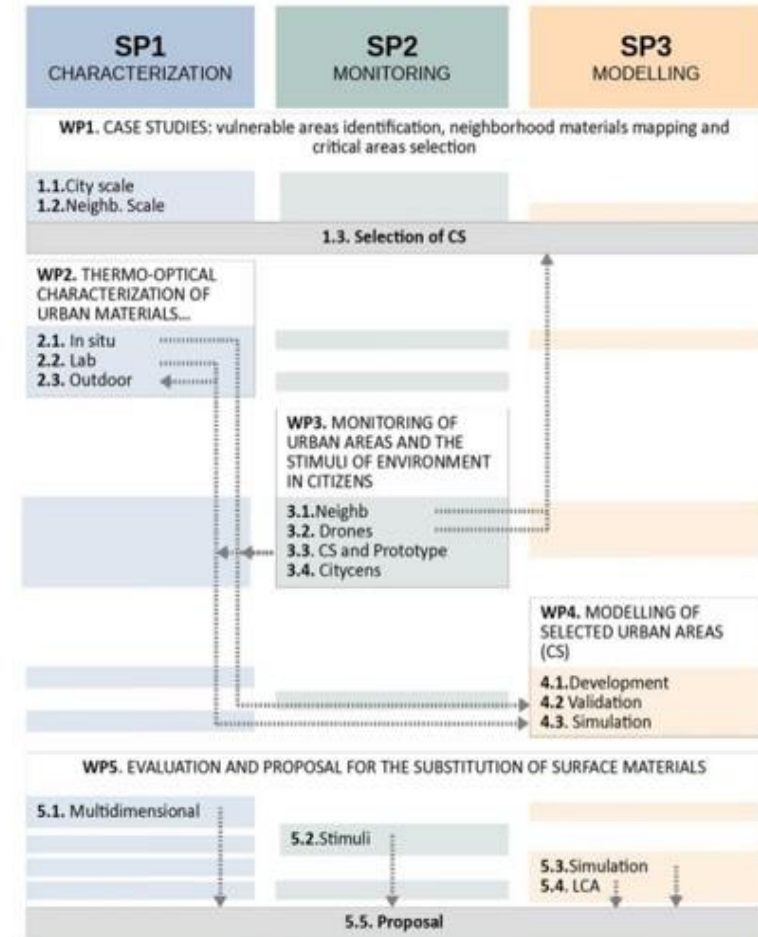 SP1
CHARACTERIZATION
SP2
MONITORING
SP3
MODELLING
WP1. CASE STUDIES: vulnerable areas identification, neighborhood materials mapping and
critical areas selection
1.1.City scale
1.2.Neighb. Scale
1.3. Selection of CS
WP2. THERMO-OPTICAL
CHARACTERIZATION OF
URBAN MATERIALS...
2.1. In situ
2.2. Lab
2.3. Outdoor
WP3. MONITORING OF
URBAN AREAS AND THE
STIMULI OF ENVIRONMENT
IN CITIZENS
3.1.Neighb
3.2. Drones
3.3. CS and Prototype
3.4. Citycens
WP4. MODELLING OF
SELECTED URBAN AREAS
(CS)
4.1.Development
4.2 Validation
4.3. Simulation
WP5. EVALUATION AND PROPOSAL FOR THE SUBSTITUTION OF SURFACE MATERIALS
5.1. Multidimensional
5.2.Stimuli
5.3.Simulation
5.4. LCA
5.5. Proposal